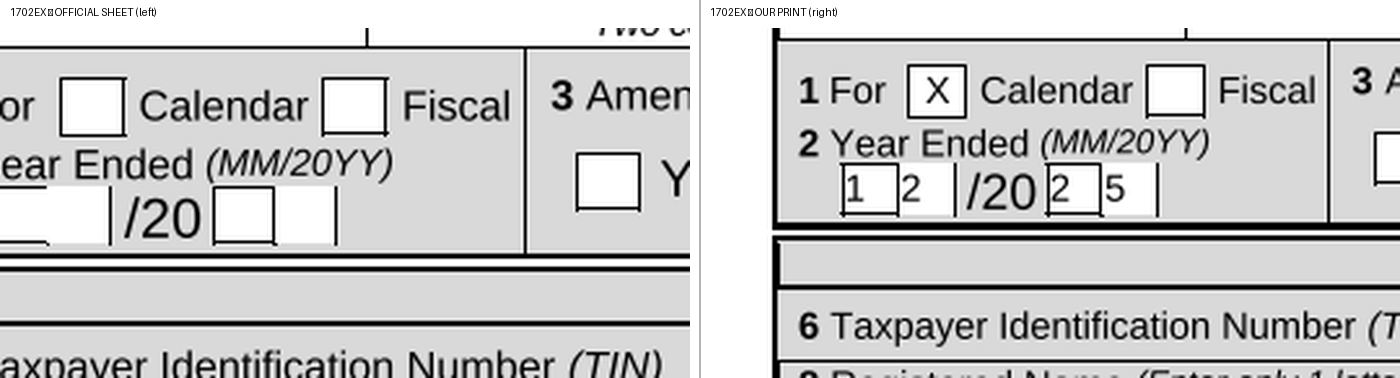 1702EX OFFICIAL SHEET (left)
or Calendar Fiscal
3 Amen
ear Ended (MM/20YY)
Y
/20
axpayer Identification Number (TIN)
1702EX OUR PRINT (right)
1 For X Calendar Fiscal
3 A
2 Year Ended (MM/20YY)
1 2 /20 2 5
6 Taxpayer Identification Number (T